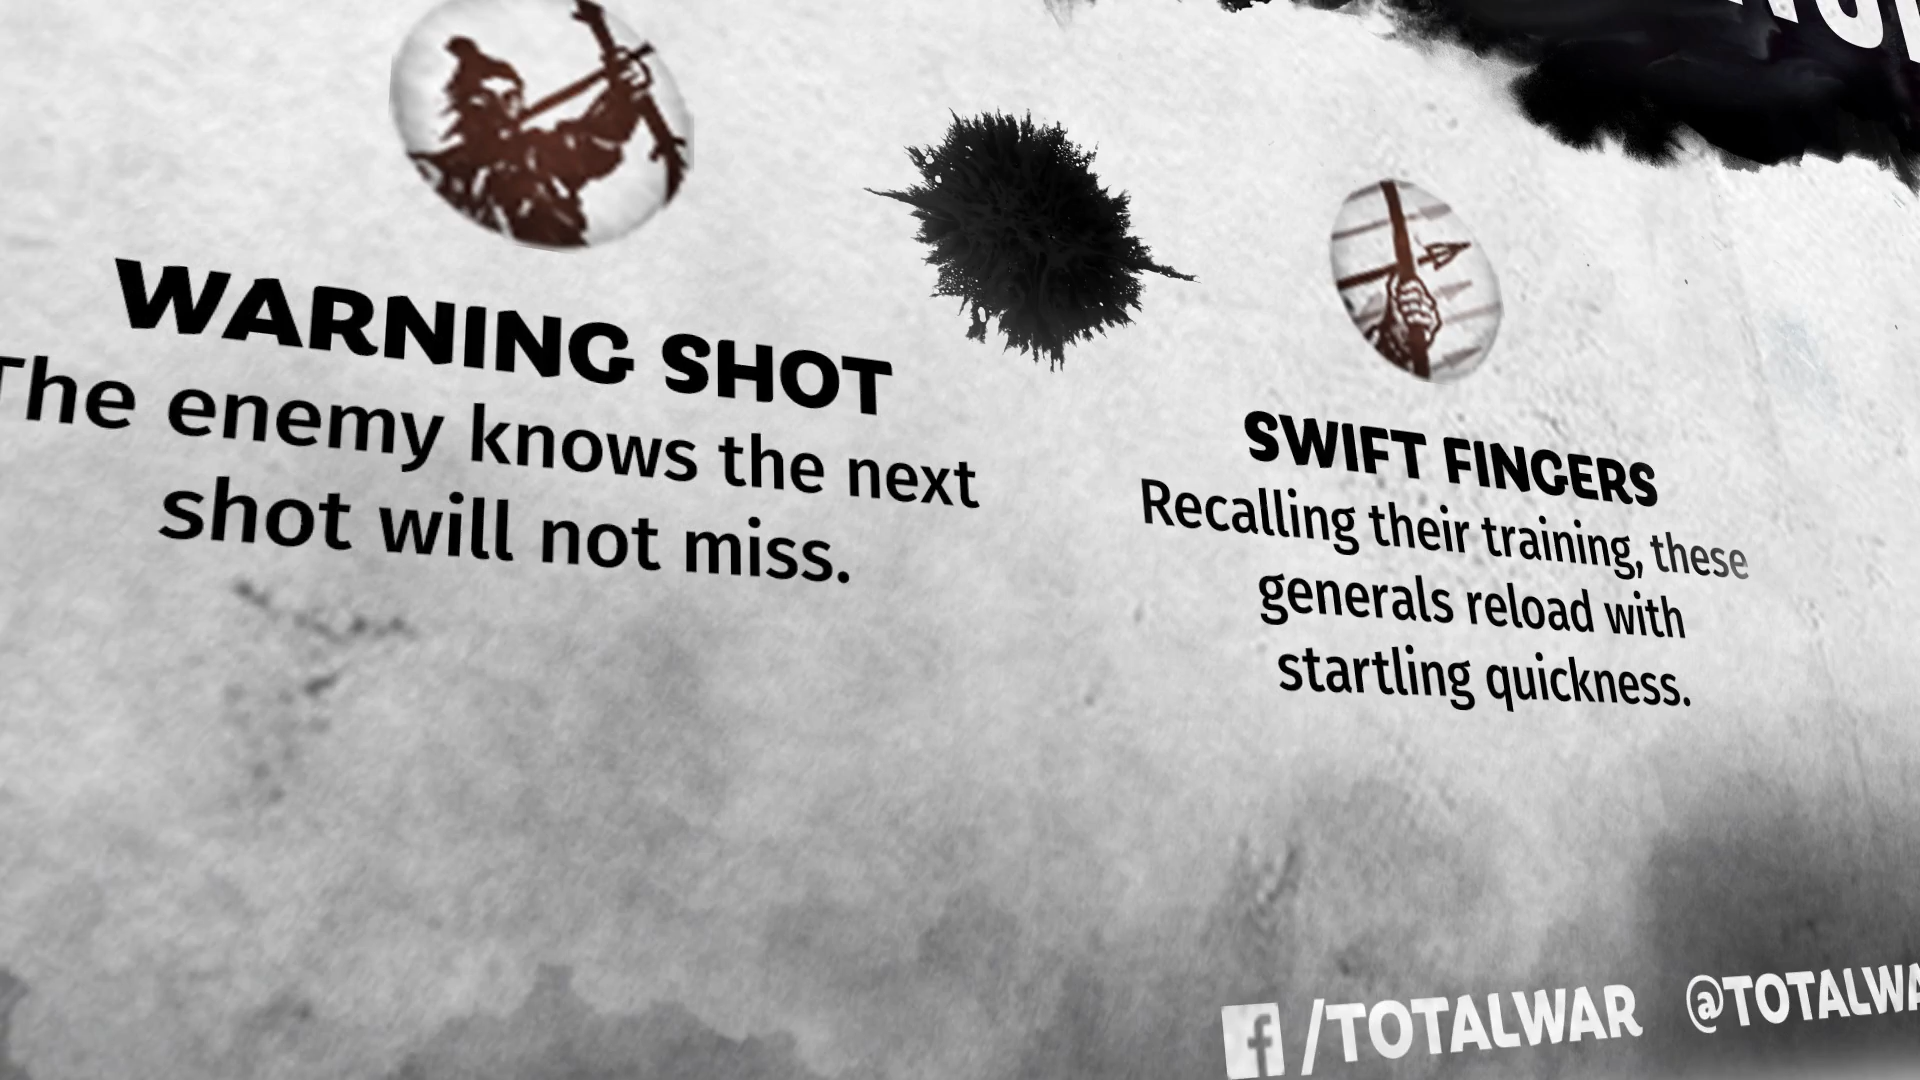 WARNING SHOT
The enemy knows the next
shot will not miss.
SWIFT FINGERS
Recalling their training, these
generals reload with
startling quickness.
f /TOTALWAR @TOTALWA